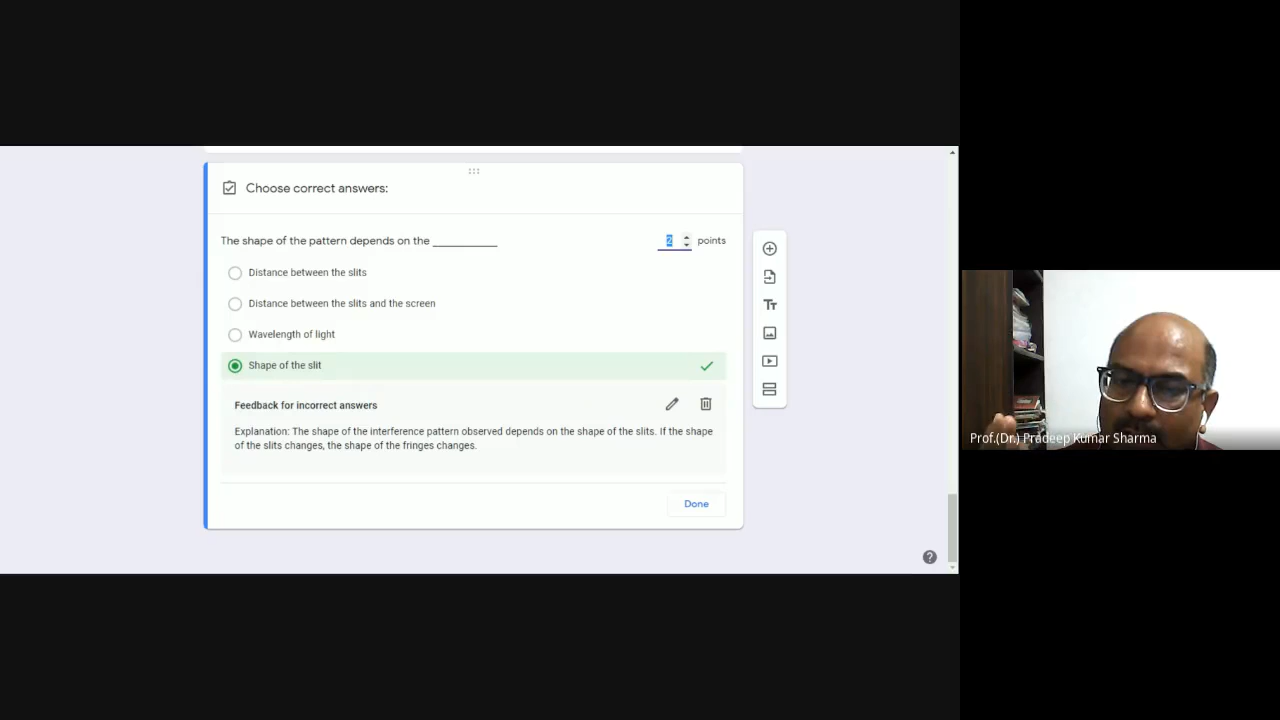 Choose correct answers:
The shape of the pattern depends on the ___________
2 points
Distance between the slits
Distance between the slits and the screen
Wavelength of light
Shape of the slit
Feedback for incorrect answers
Explanation: The shape of the interference pattern observed depends on the shape of the slits. If the shape
of the slits changes, the shape of the fringes changes.
Done
Prof.(Dr.) Pradeep Kumar Sharma